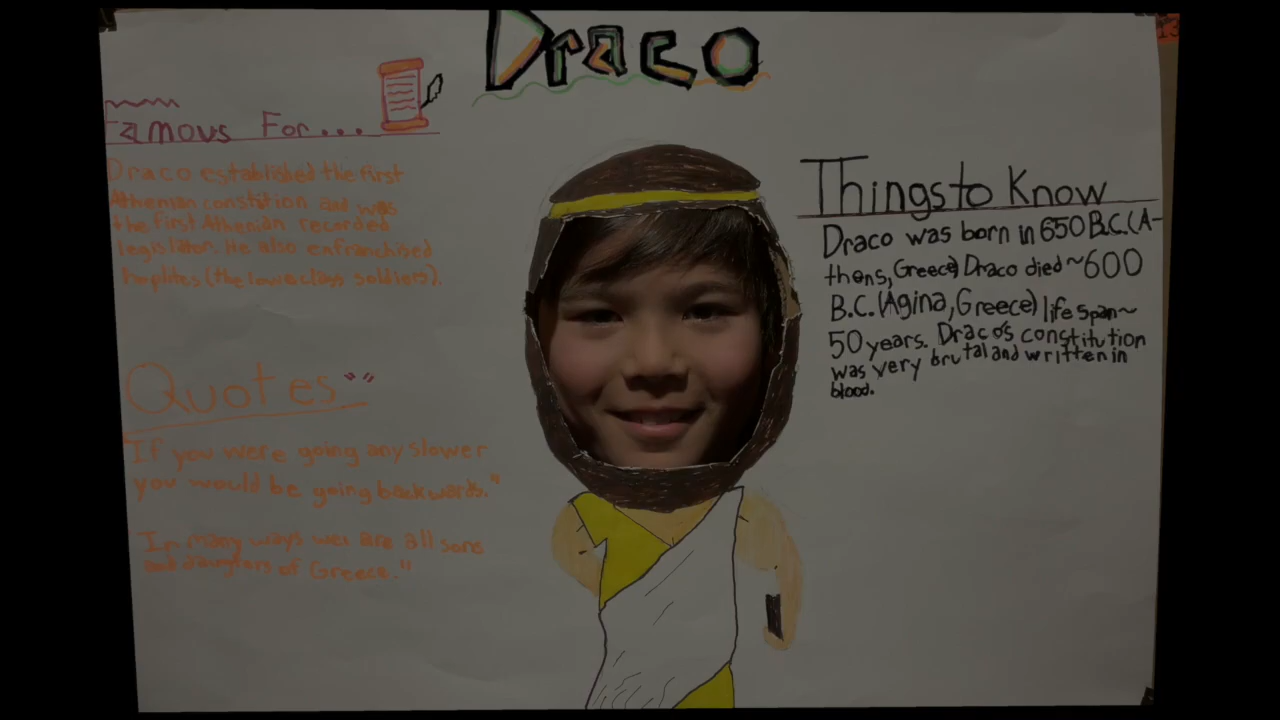 Draco
Famous For...
Draco established the first
Athenian constition and was
the first Athenian recorded
legislator. He also enfranchised
hoplites (the lower class soldiers).
Quotes""
"If you were going any slower
you would be going backwards."
"In many ways we are all sons
and daughters of Greece."
Things to Know
Draco was born in 650 B.C. (A-
thens, Greece) Draco died ~600
B.C. (Agina, Greece) life span~
50 years. Draco's constitution
was very brutal and written in
blood.
13